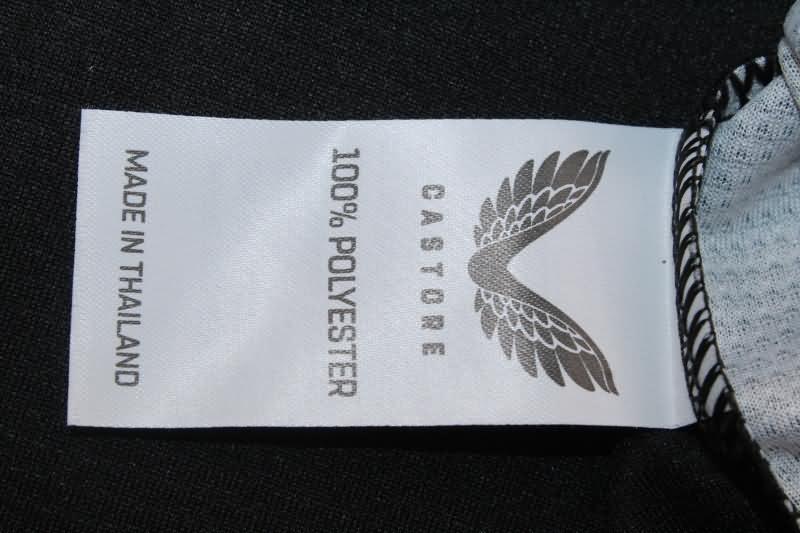 CASTORE
100% POLYESTER
MADE IN THAILAND